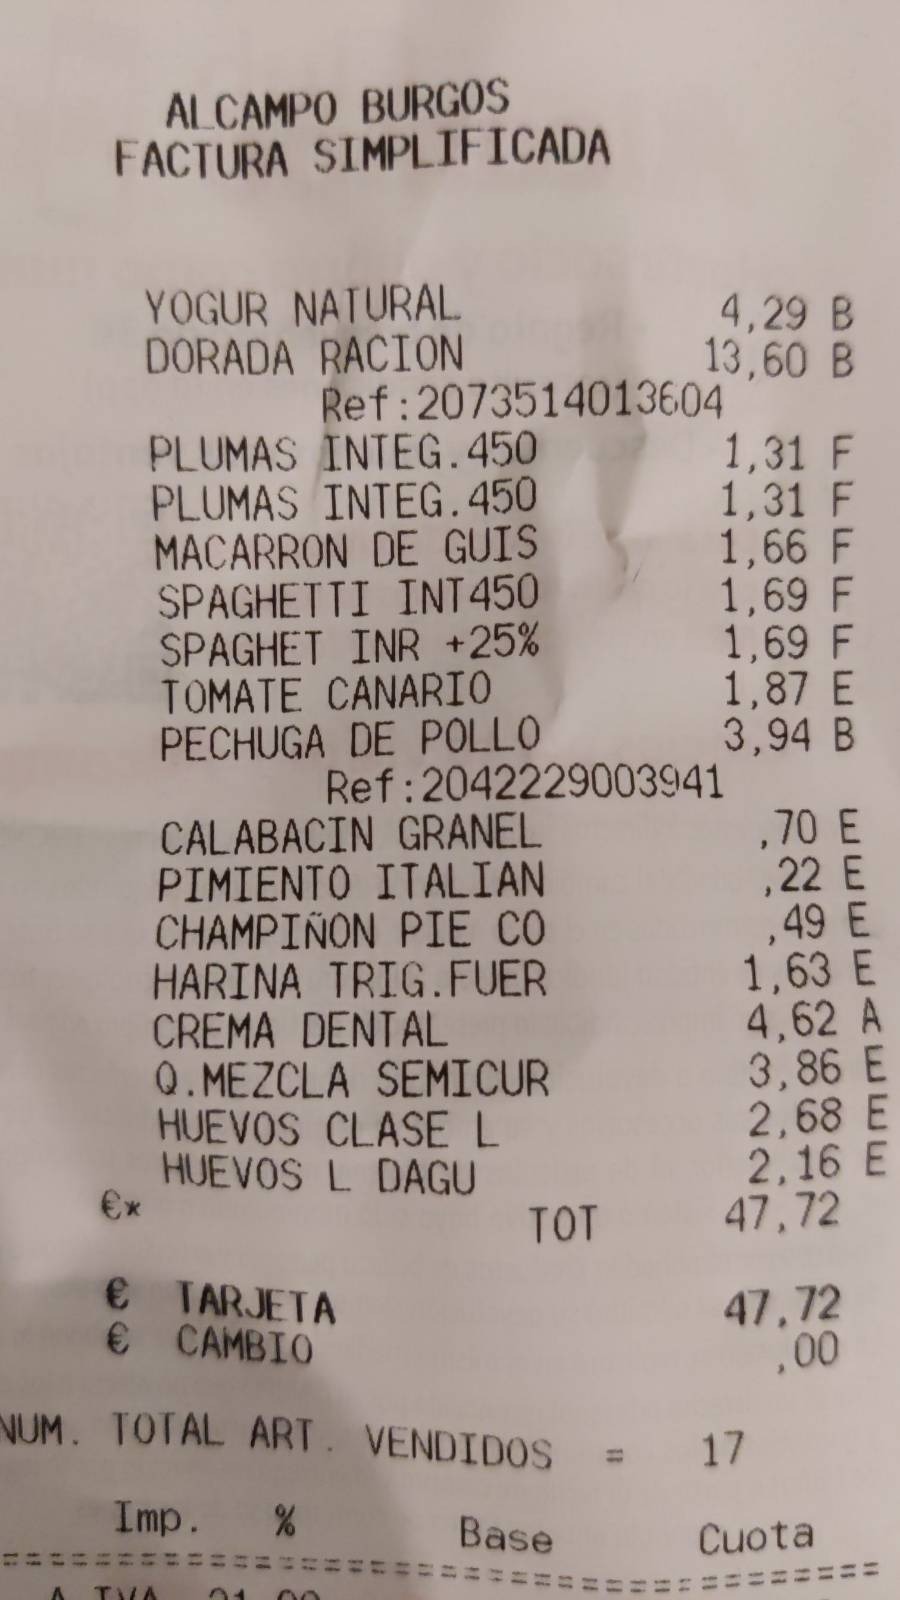 ALCAMPO BURGOS
FACTURA SIMPLIFICADA
YOGUR NATURAL 4,29 B
DORADA RACION 13,60 B
Ref:2073514013604
PLUMAS INTEG.450 1,31 F
PLUMAS INTEG.450 1,31 F
MACARRON DE GUIS 1,66 F
SPAGHETTI INT450 1,69 F
SPAGHET INR +25% 1,69 F
TOMATE CANARIO 1,87 E
PECHUGA DE POLLO 3,94 B
Ref:2042229003941
CALABACIN GRANEL ,70 E
PIMIENTO ITALIAN ,22 E
CHAMPIÑON PIE CO ,49 E
HARINA TRIG.FUER 1,63 E
CREMA DENTAL 4,62 A
Q.MEZCLA SEMICUR 3,86 E
HUEVOS CLASE L 2,68 E
HUEVOS L DAGU 2,16 E
€* TOT 47,72
€ TARJETA 47,72
€ CAMBIO ,00
NUM. TOTAL ART. VENDIDOS = 17
Imp. % Base Cuota
A IVA 21,00